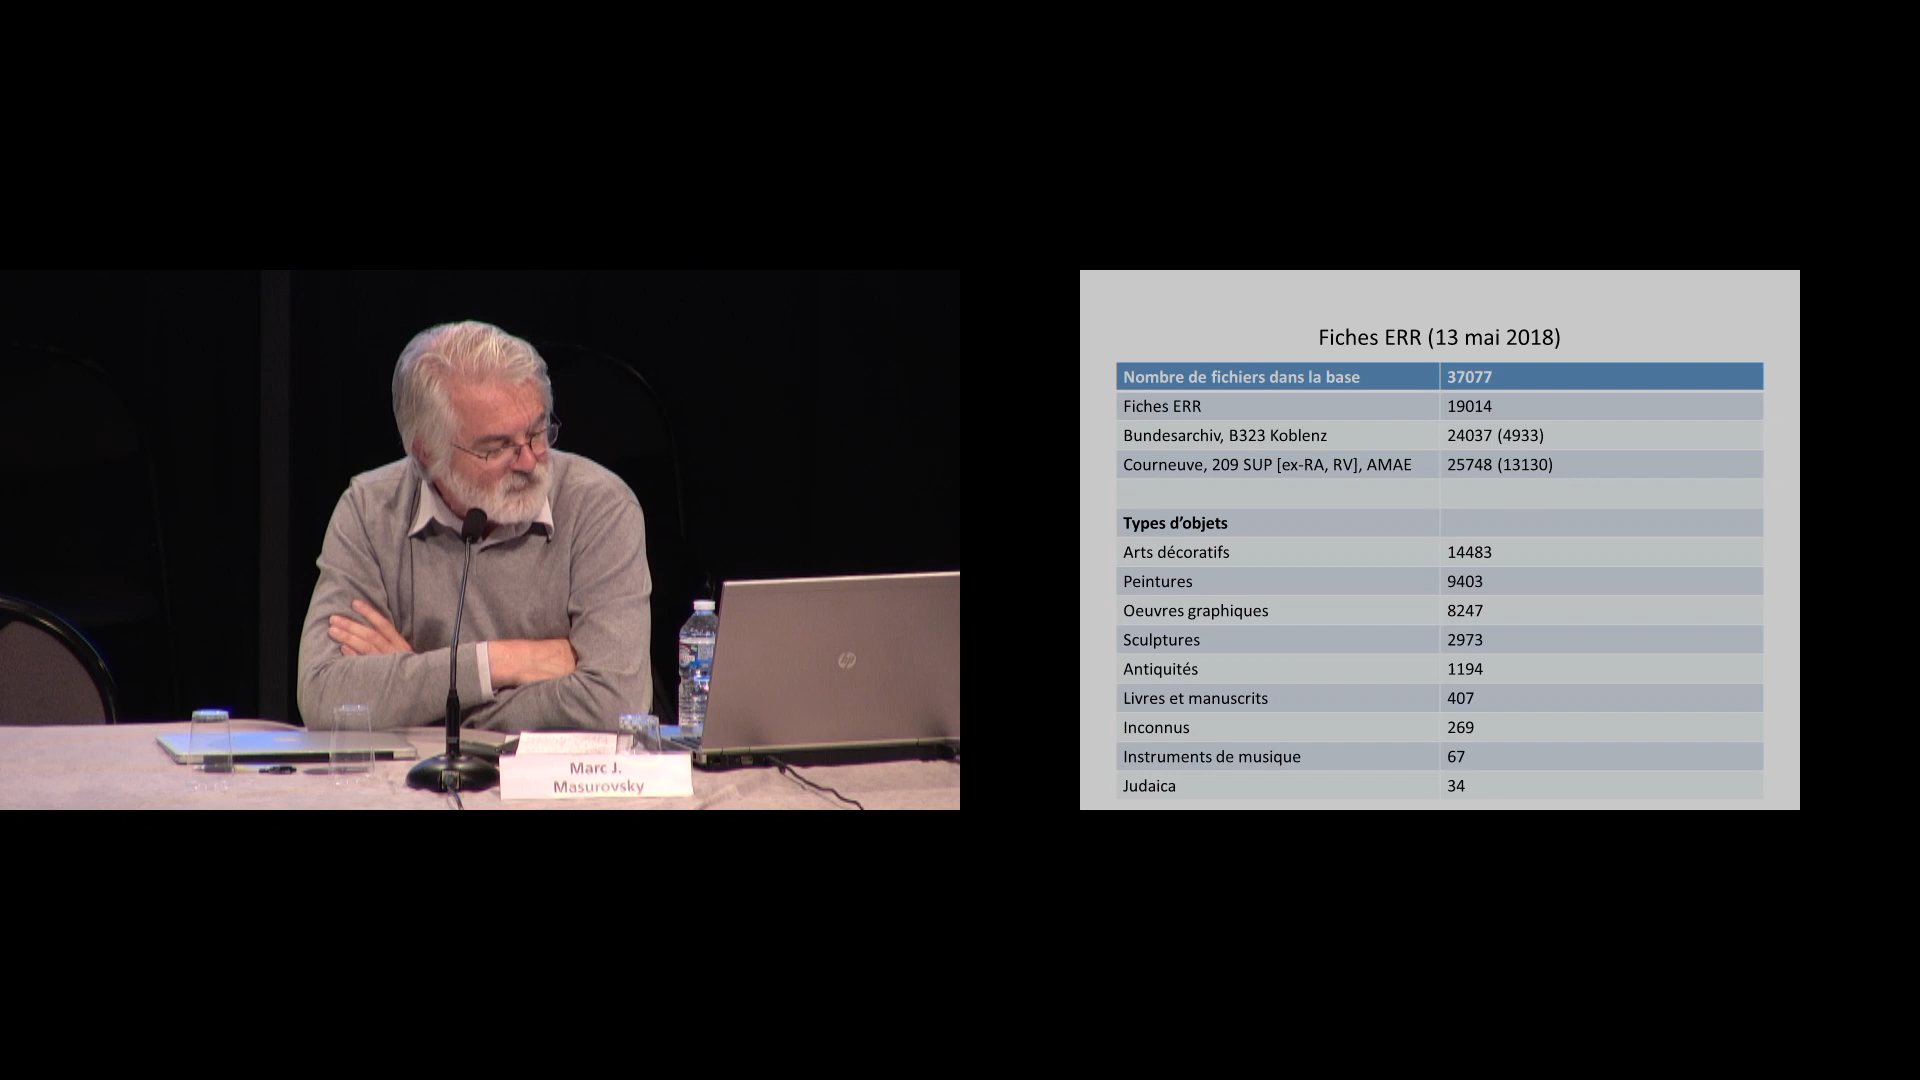 Marc J.
Masurovsky
hp
Fiches ERR (13 mai 2018)
Nombre de fichiers dans la base 37077
Fiches ERR 19014
Bundesarchiv, B323 Koblenz 24037 (4933)
Courneuve, 209 SUP [ex-RA, RV], AMAE 25748 (13130)
Types d’objets
Arts décoratifs 14483
Peintures 9403
Oeuvres graphiques 8247
Sculptures 2973
Antiquités 1194
Livres et manuscrits 407
Inconnus 269
Instruments de musique 67
Judaica 34